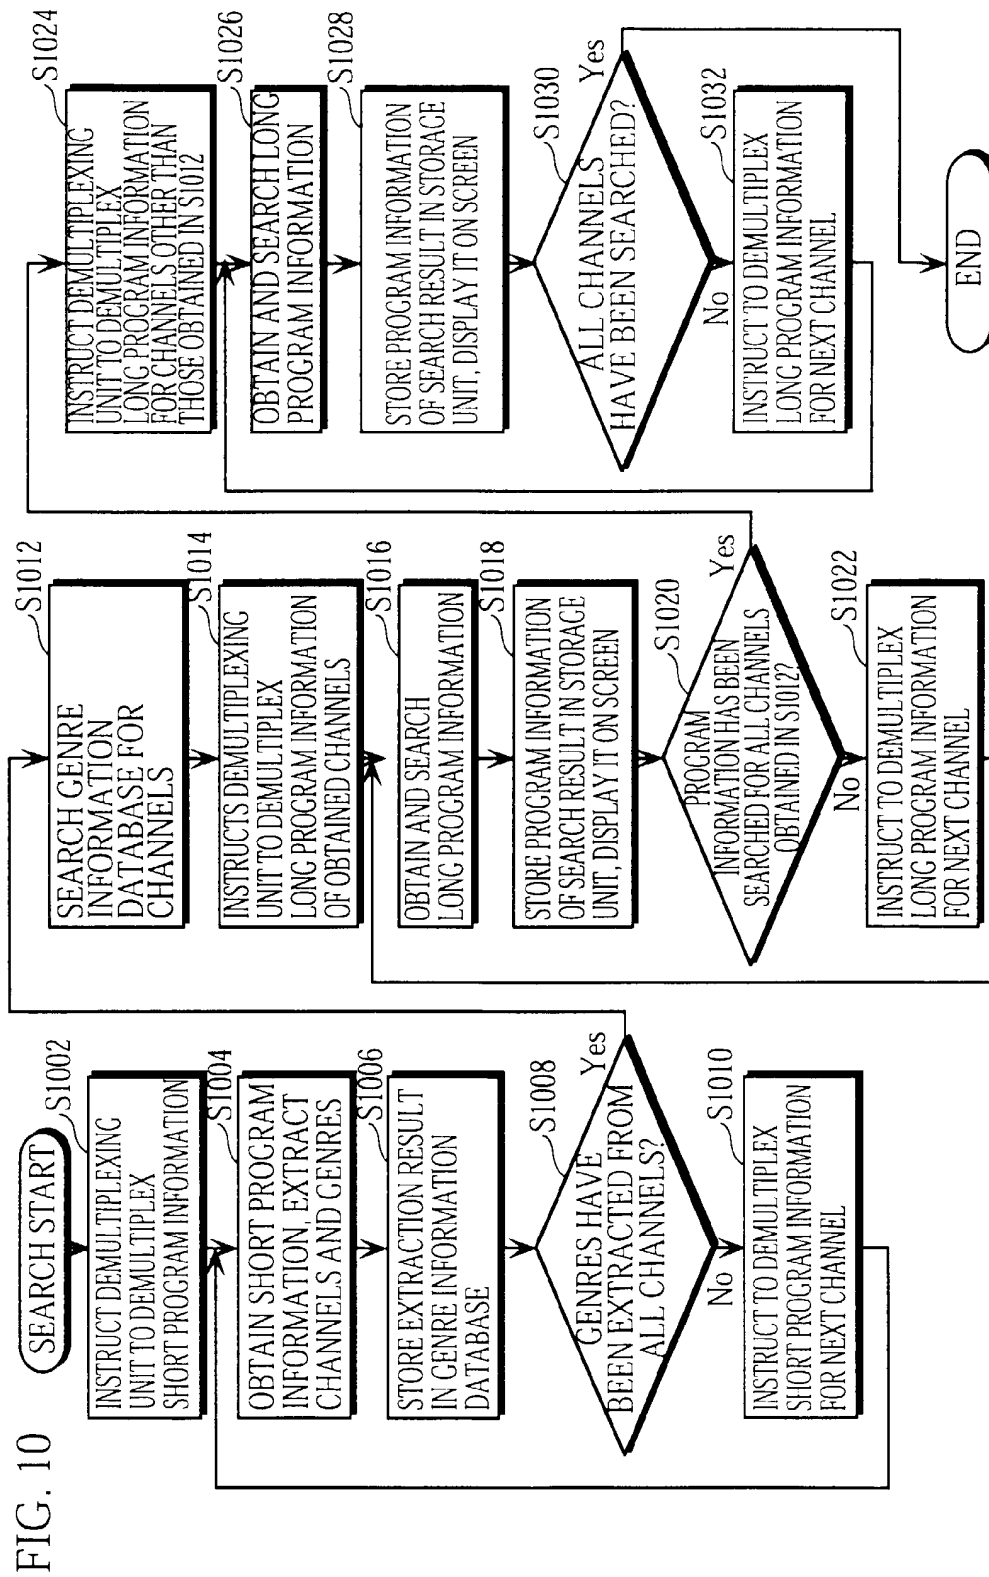 FIG. 10
SEARCH START
S1002
INSTRUCT DEMULTIPLEXING
UNIT TO DEMULTIPLEX
SHORT PROGRAM INFORMATION
S1004
OBTAIN SHORT PROGRAM
INFORMATION, EXTRACT
CHANNELS AND GENRES
S1006
STORE EXTRACTION RESULT
IN GENRE INFORMATION
DATABASE
S1008
GENRES HAVE
BEEN EXTRACTED FROM
ALL CHANNELS?
Yes
No
S1010
INSTRUCT TO DEMULTIPLEX
SHORT PROGRAM INFORMATION
FOR NEXT CHANNEL
S1012
SEARCH GENRE
INFORMATION
DATABASE FOR
CHANNELS
S1014
INSTRUCTS DEMULTIPLEXING
UNIT TO DEMULTIPLEX
LONG PROGRAM INFORMATION
OF OBTAINED CHANNELS
S1016
OBTAIN AND SEARCH
LONG PROGRAM INFORMATION
S1018
STORE PROGRAM INFORMATION
OF SEARCH RESULT IN STORAGE
UNIT, DISPLAY IT ON SCREEN
S1020
PROGRAM
INFORMATION HAS BEEN
SEARCHED FOR ALL CHANNELS
OBTAINED IN S1012?
Yes
No
S1022
INSTRUCT TO DEMULTIPLEX
LONG PROGRAM INFORMATION
FOR NEXT CHANNEL
S1024
INSTRUCT DEMULTIPLEXING
UNIT TO DEMULTIPLEX
LONG PROGRAM INFORMATION
FOR CHANNELS OTHER THAN
THOSE OBTAINED IN S1012
S1026
OBTAIN AND SEARCH LONG
PROGRAM INFORMATION
S1028
STORE PROGRAM INFORMATION
OF SEARCH RESULT IN STORAGE
UNIT, DISPLAY IT ON SCREEN
S1030
ALL CHANNELS
HAVE BEEN SEARCHED?
Yes
No
S1032
INSTRUCT TO DEMULTIPLEX
LONG PROGRAM INFORMATION
FOR NEXT CHANNEL
END